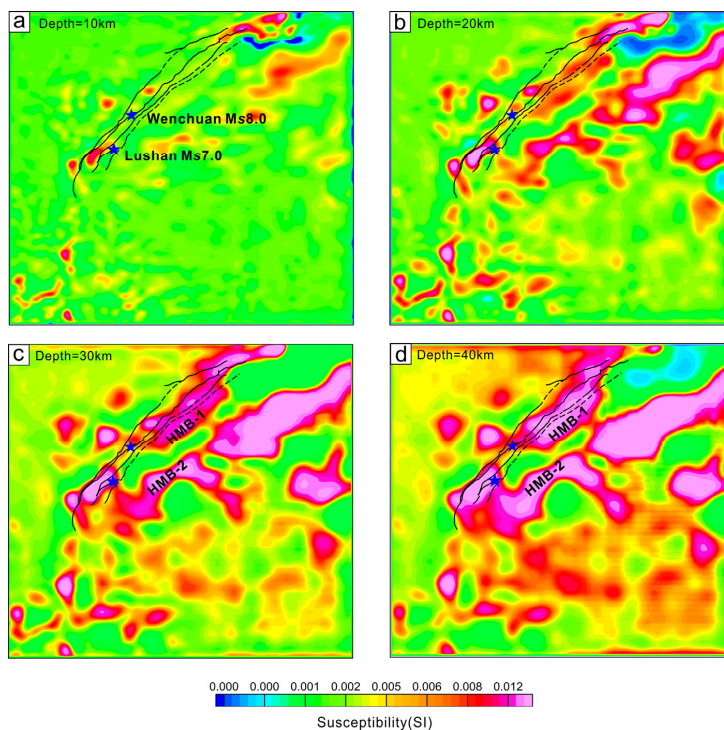 a Depth=10km
Wenchuan Ms8.0
Lushan Ms7.0
b Depth=20km
c Depth=30km
HMB-1
HMB-2
d Depth=40km
HMB-1
HMB-2
0.000 0.000 0.001 0.002 0.005 0.006 0.008 0.012
Susceptibility(SI)